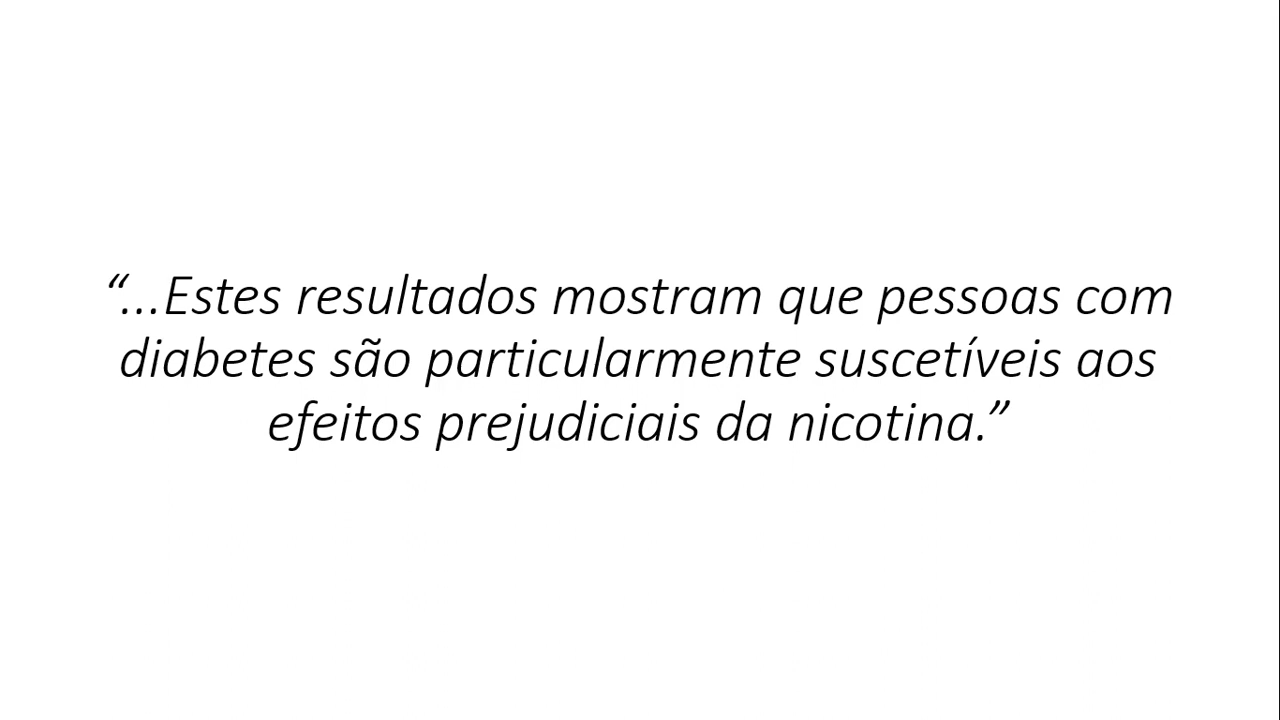 “...Estes resultados mostram que pessoas com
diabetes são particularmente suscetíveis aos
efeitos prejudiciais da nicotina.”